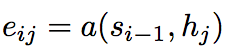 e_{ij} = a(s_{i-1}, h_j)